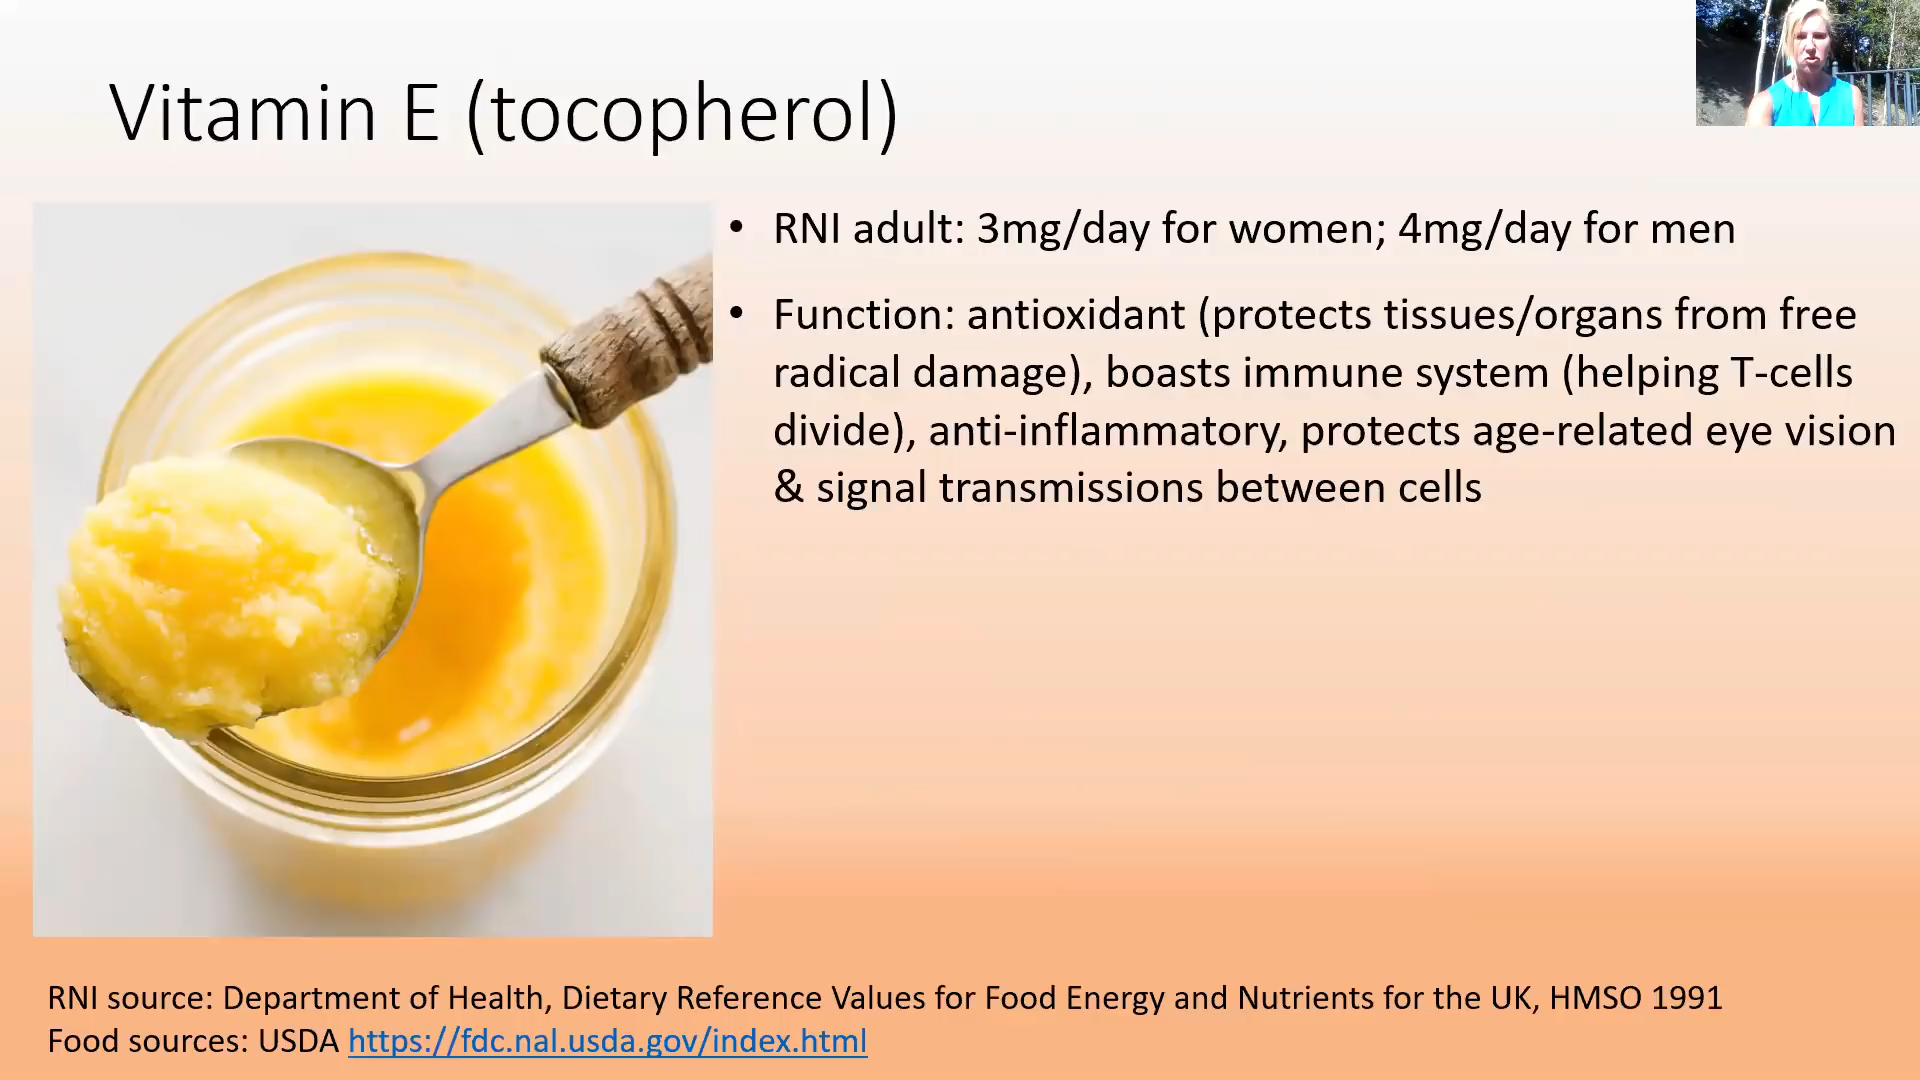 Vitamin E (tocopherol)
• RNI adult: 3mg/day for women; 4mg/day for men
• Function: antioxidant (protects tissues/organs from free
radical damage), boasts immune system (helping T-cells
divide), anti-inflammatory, protects age-related eye vision
& signal transmissions between cells
RNI source: Department of Health, Dietary Reference Values for Food Energy and Nutrients for the UK, HMSO 1991
Food sources: USDA https://fdc.nal.usda.gov/index.html